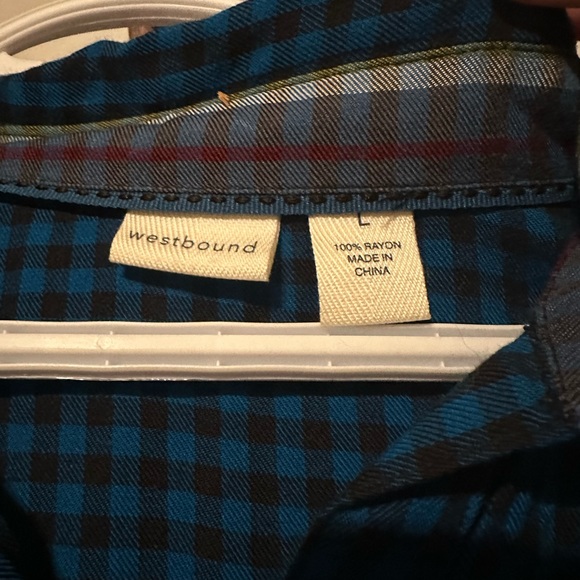 westbound
L
100% RAYON
MADE IN
CHINA